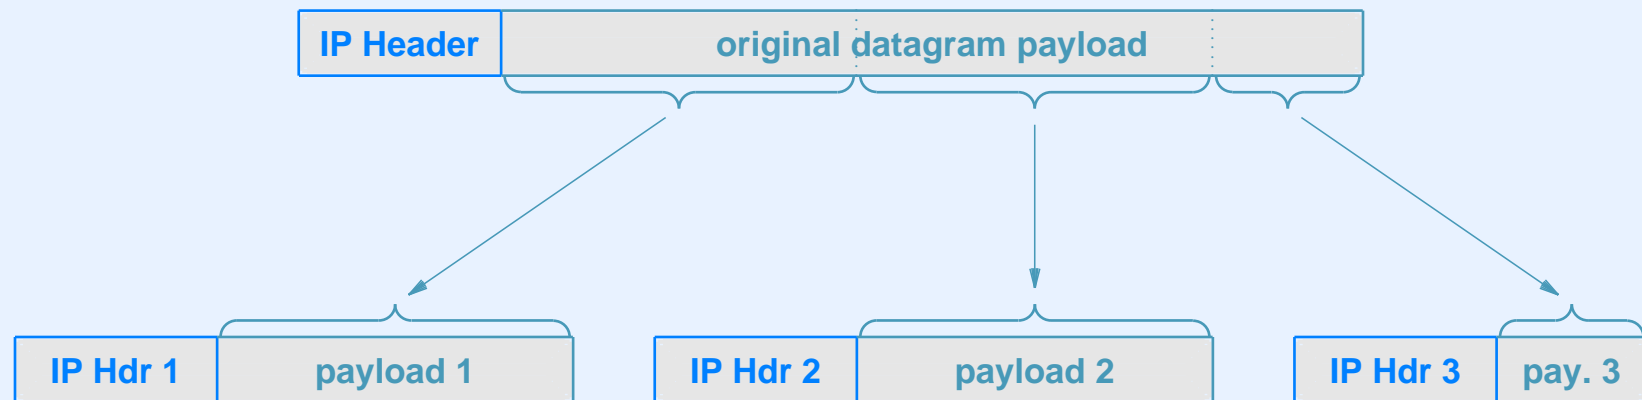 IP Header original datagram payload
IP Hdr 1 payload 1 IP Hdr 2 payload 2 IP Hdr 3 pay. 3